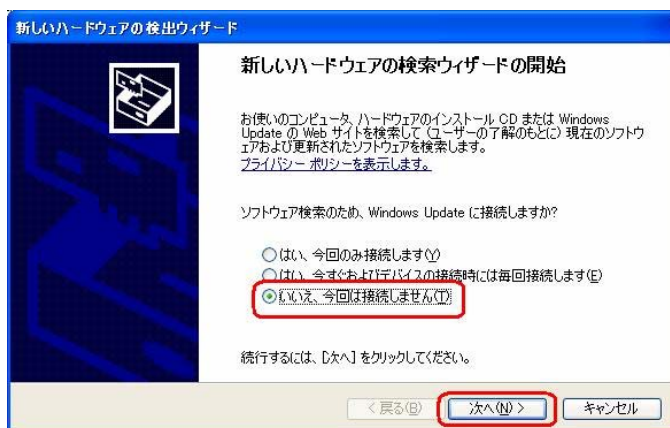 新しいハードウェアの検出ウィザード
新しいハードウェアの検索ウィザードの開始
お使いのコンピュータ、ハードウェアのインストール CD または Windows
Update の Web サイトを検索して (ユーザーの了解のもとに) 現在のソフトウ
ェアおよび更新されたソフトウェアを検索します。
プライバシー ポリシーを表示します。
ソフトウェア検索のため、Windows Update に接続しますか?
はい、今回のみ接続します(Y)
はい、今すぐおよびデバイスの接続時には毎回接続します(E)
いいえ、今回は接続しません(T)
続行するには、[次へ] をクリックしてください。
< 戻る(B)
次へ(N) >
キャンセル